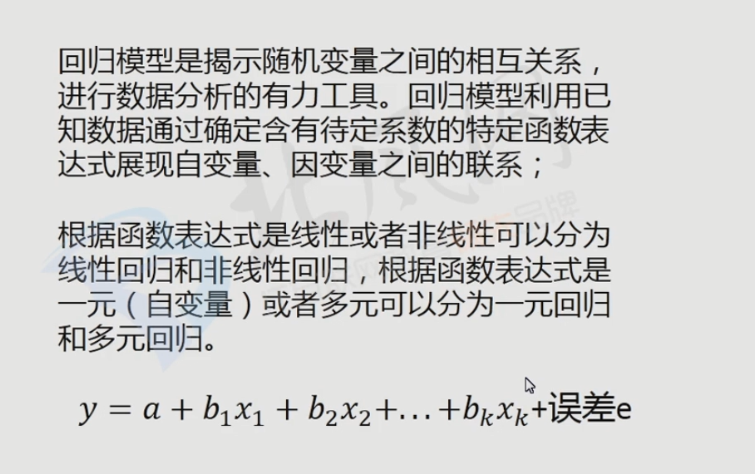 回归模型是揭示随机变量之间的相互关系，
进行数据分析的有力工具。回归模型利用已
知数据通过确定含有待定系数的特定函数表
达式展现自变量、因变量之间的联系；
根据函数表达式是线性或者非线性可以分为
线性回归和非线性回归，根据函数表达式是
一元（自变量）或者多元可以分为一元回归
和多元回归。
y = a + b₁x₁ + b₂x₂+...+bₖxₖ+误差e